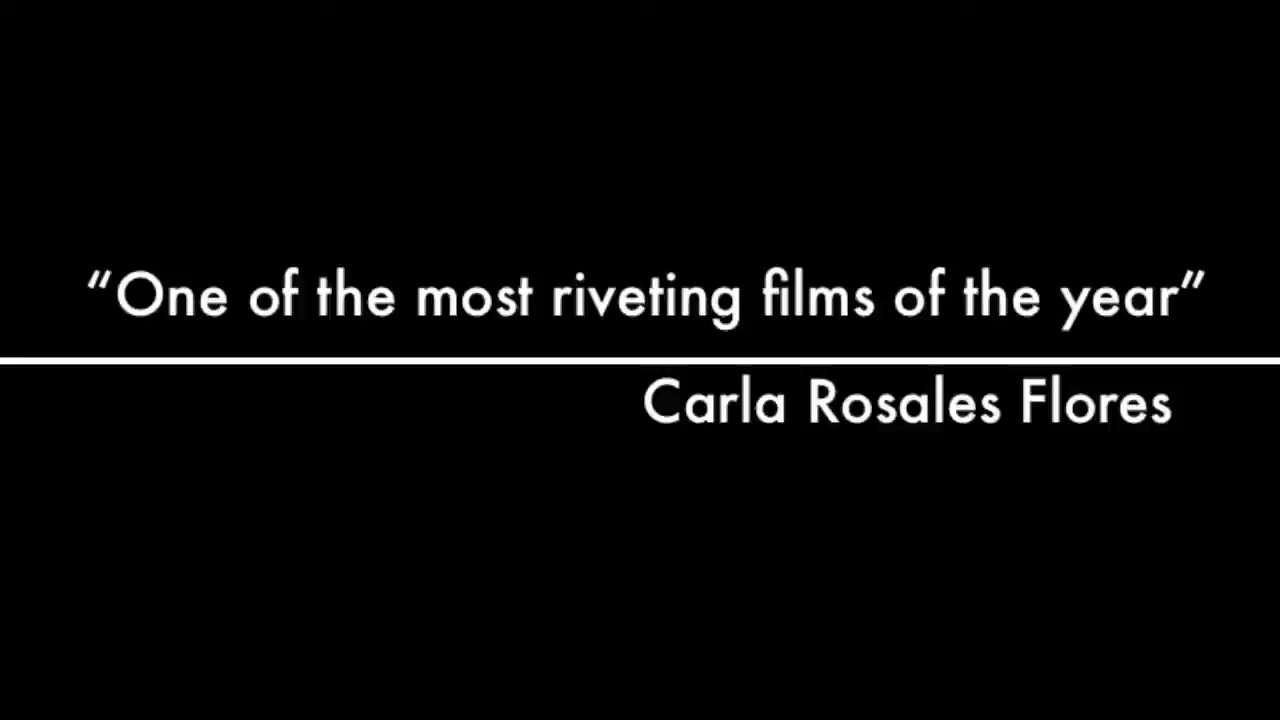 “One of the most riveting films of the year”
Carla Rosales Flores